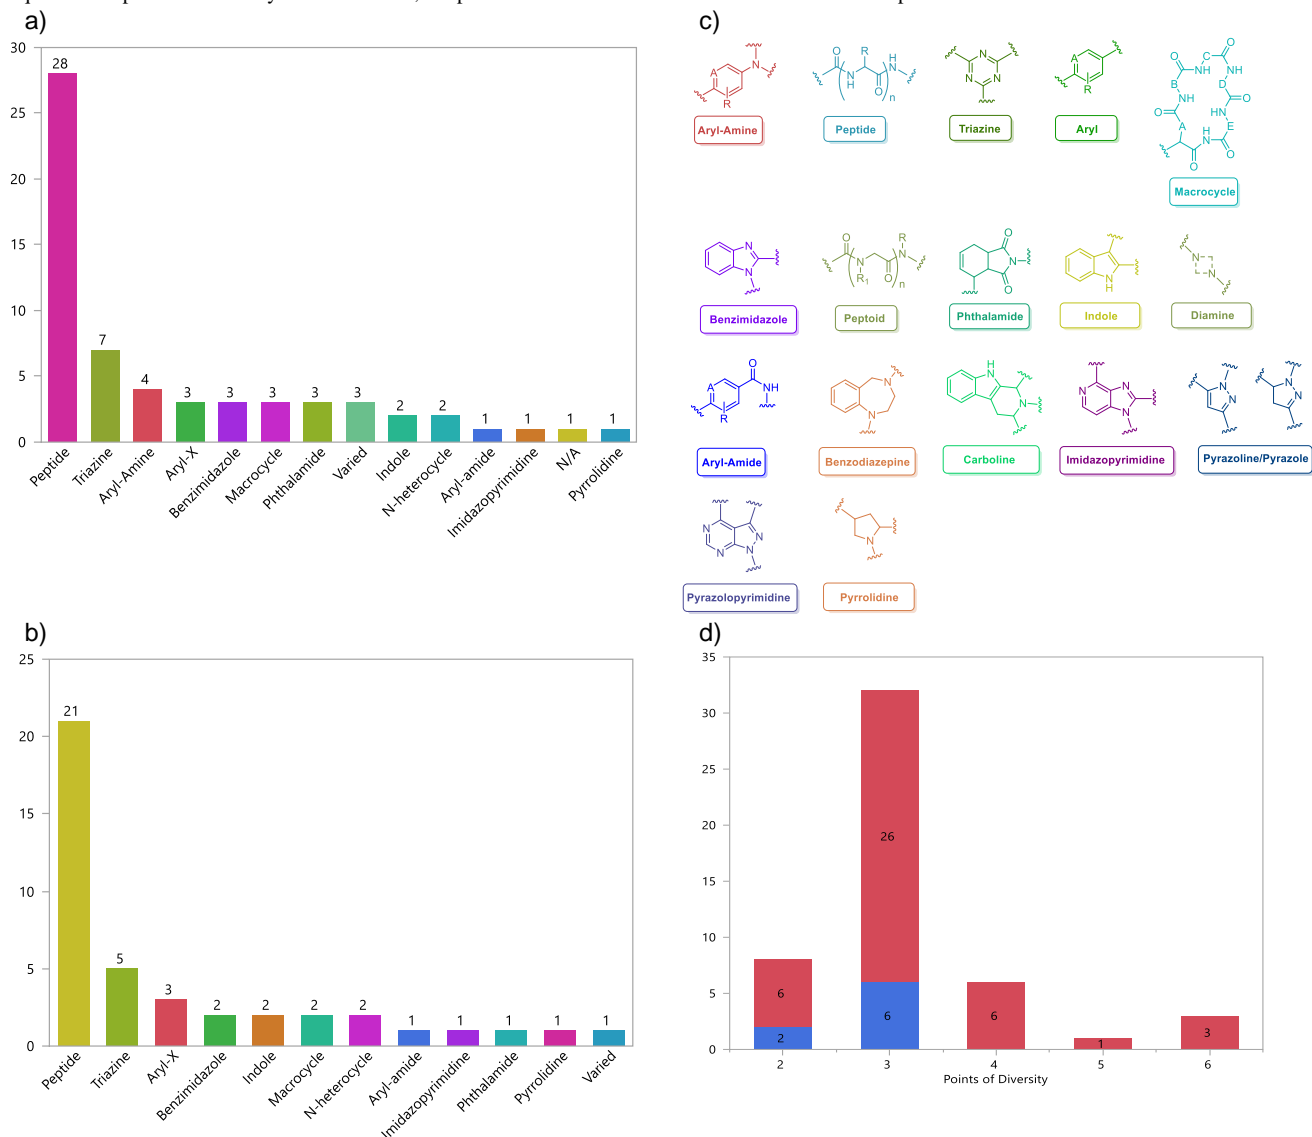 a)
30
25
20
15
10
5
0
28
7
4
3
3
3
3
3
2
2
1
1
1
1
Peptide
Triazine
Aryl-Amine
Aryl-X
Benzimidazole
Macrocycle
Phthalamide
Varied
Indole
N-heterocycle
Aryl-amide
Imidazopyrimidine
N/A
Pyrrolidine
c)
Aryl-Amine
Peptide
Triazine
Aryl
Macrocycle
Benzimidazole
Peptoid
Phthalamide
Indole
Diamine
Aryl-Amide
Benzodiazepine
Carboline
Imidazopyrimidine
Pyrazoline/Pyrazole
Pyrazolopyrimidine
Pyrrolidine
b)
25
20
15
10
5
0
21
5
3
2
2
2
2
1
1
1
1
1
Peptide
Triazine
Aryl-X
Benzimidazole
Indole
Macrocycle
N-heterocycle
Aryl-amide
Imidazopyrimidine
Phthalamide
Pyrrolidine
Varied
d)
35
30
25
20
15
10
5
0
6
2
26
6
6
1
3
2
3
4
5
6
Points of Diversity